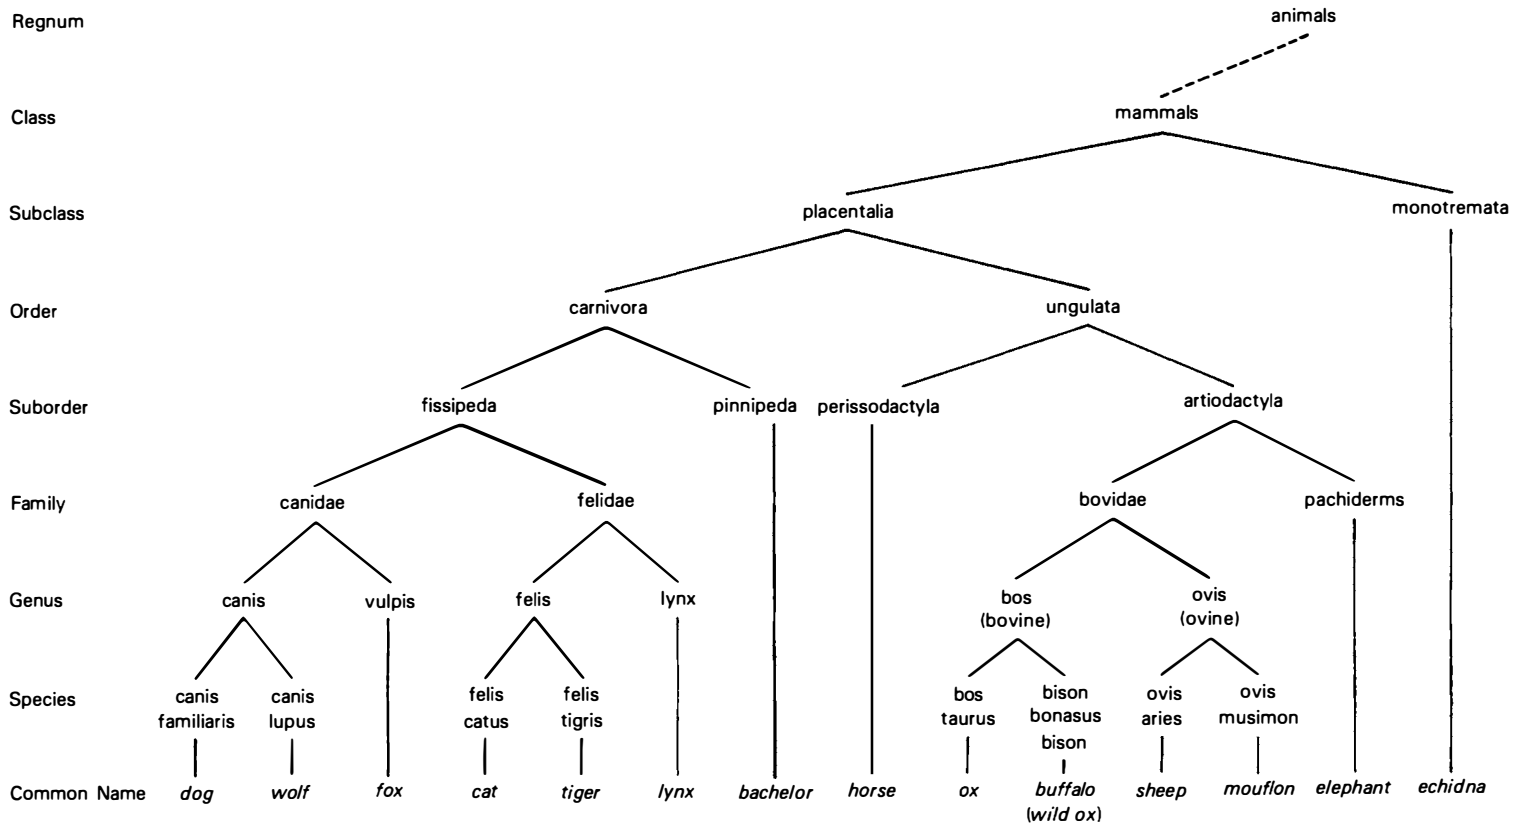 Regnum animals
Class mammals
Subclass placentalia monotremata
Order carnivora ungulata
Suborder fissipeda pinnipeda perissodactyla artiodactyla
Family canidae felidae bovidae pachiderms
Genus canis vulpis felis lynx bos ovis
(bovine) (ovine)
Species canis canis felis felis bos bison ovis ovis
familiaris lupus catus tigris taurus bonasus aries musimon
bison
Common Name dog wolf fox cat tiger lynx bachelor horse ox buffalo sheep mouflon elephant echidna
(wild ox)